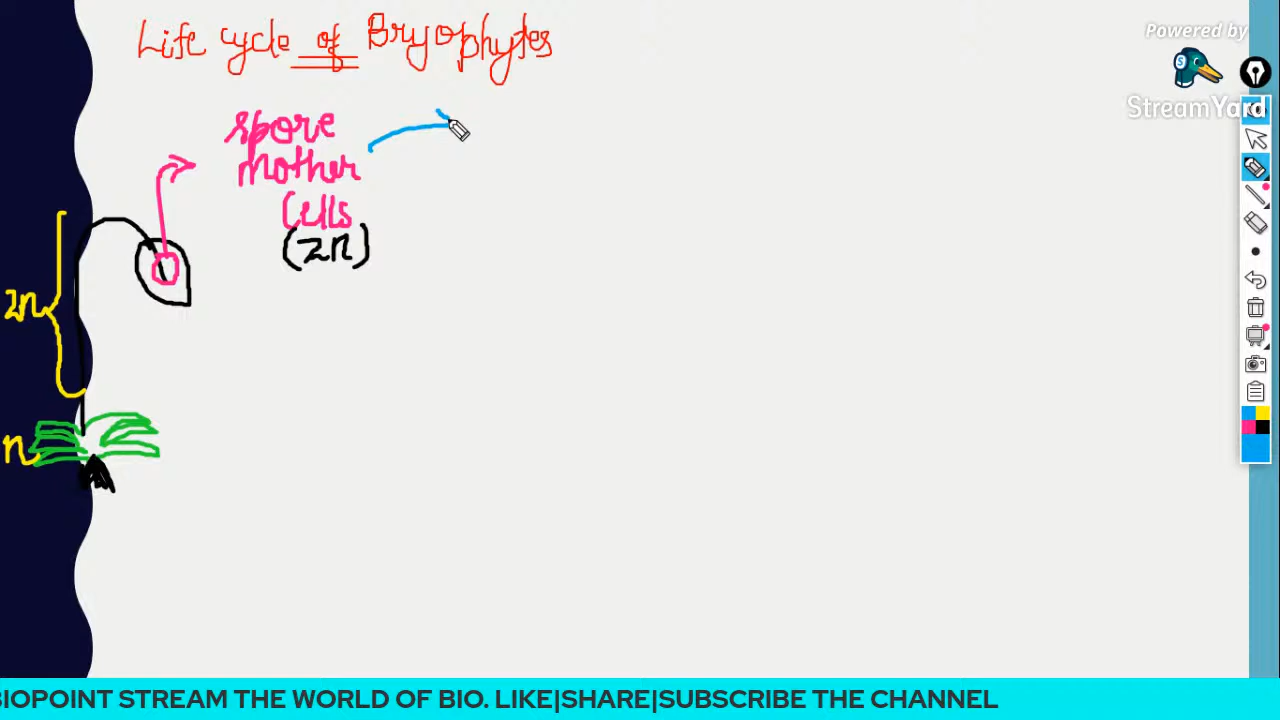 Life cycle of Bryophytes
Powered by
StreamYard
spore
mother
cells
(2n)
2n
n
BIOPOINT STREAM THE WORLD OF BIO. LIKE|SHARE|SUBSCRIBE THE CHANNEL